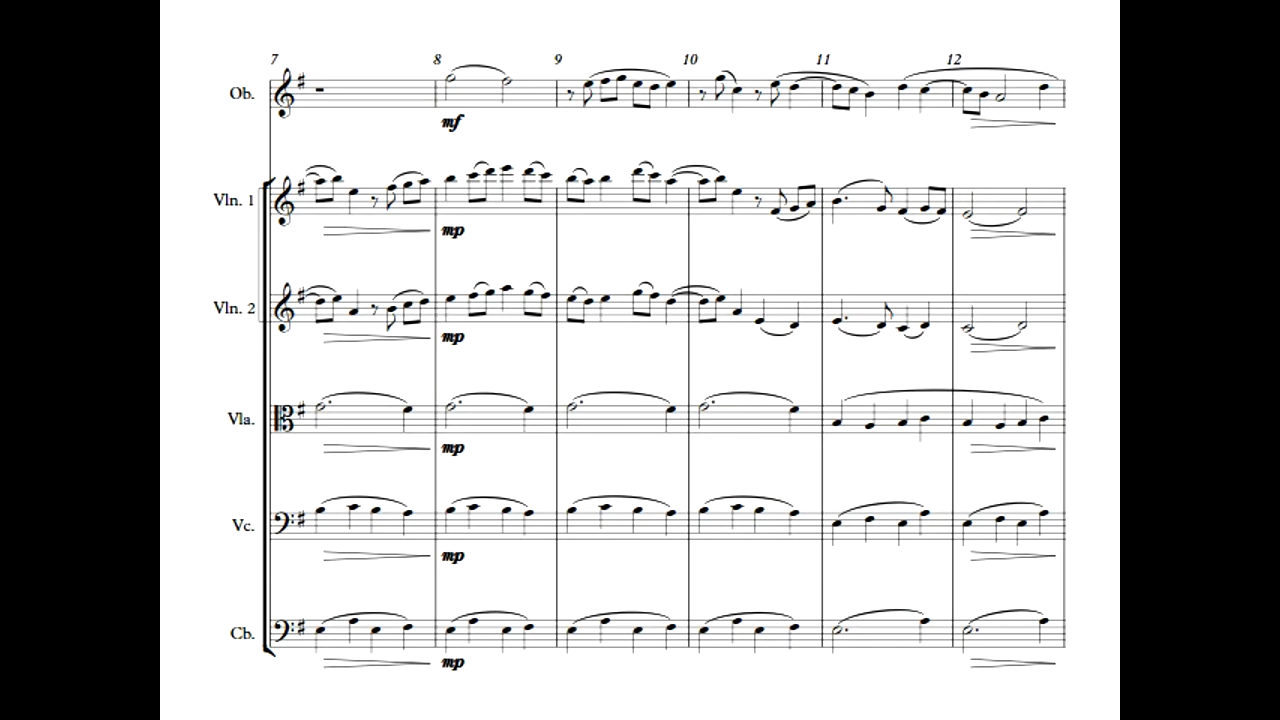 7 8 9 10 11 12
Ob.
mf
Vln. 1
mp
Vln. 2
mp
Vla.
mp
Vc.
mp
Cb.
mp